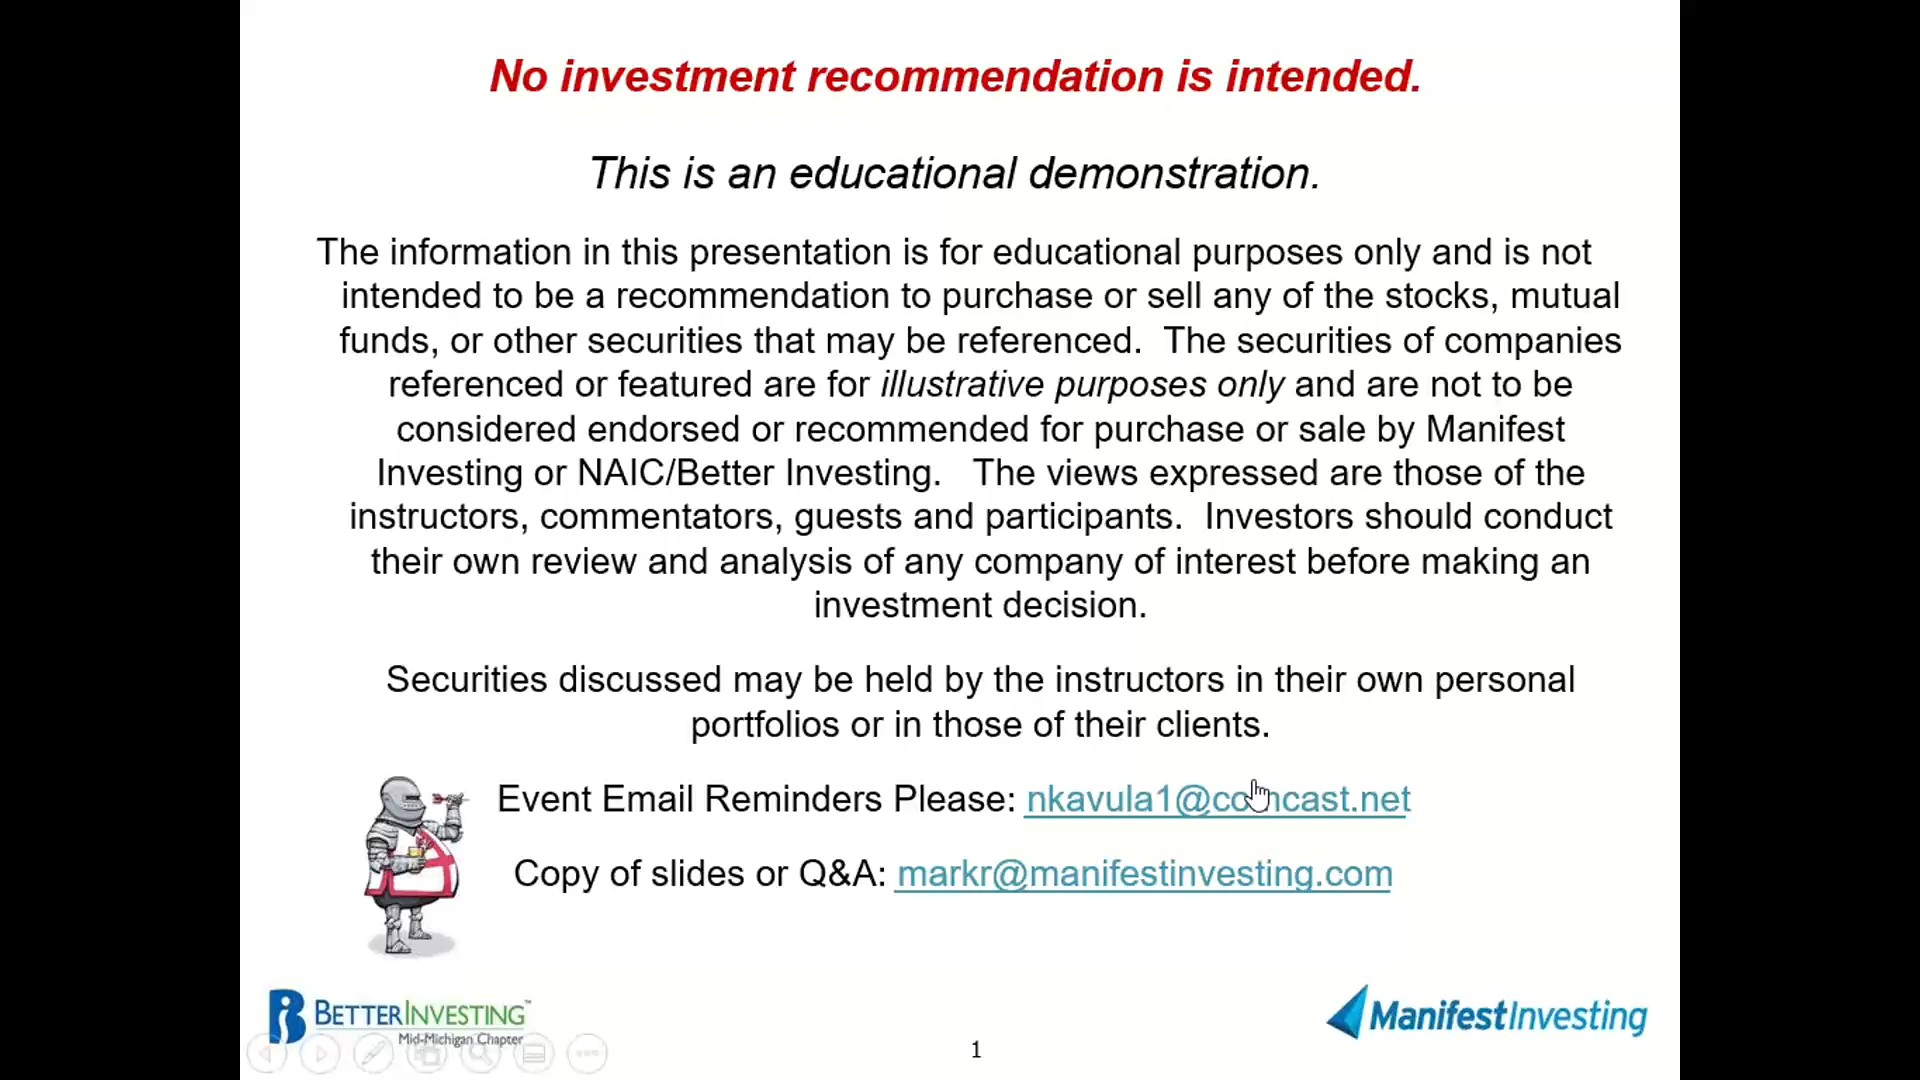 No investment recommendation is intended.
This is an educational demonstration.
The information in this presentation is for educational purposes only and is not
intended to be a recommendation to purchase or sell any of the stocks, mutual
funds, or other securities that may be referenced.  The securities of companies
referenced or featured are for illustrative purposes only and are not to be
considered endorsed or recommended for purchase or sale by Manifest
Investing or NAIC/Better Investing.   The views expressed are those of the
instructors, commentators, guests and participants.  Investors should conduct
their own review and analysis of any company of interest before making an
investment decision.
Securities discussed may be held by the instructors in their own personal
portfolios or in those of their clients.
Event Email Reminders Please: nkavula1@comcast.net
Copy of slides or Q&A: markr@manifestinvesting.com
BETTERINVESTING™
Mid-Michigan Chapter
ManifestInvesting
1